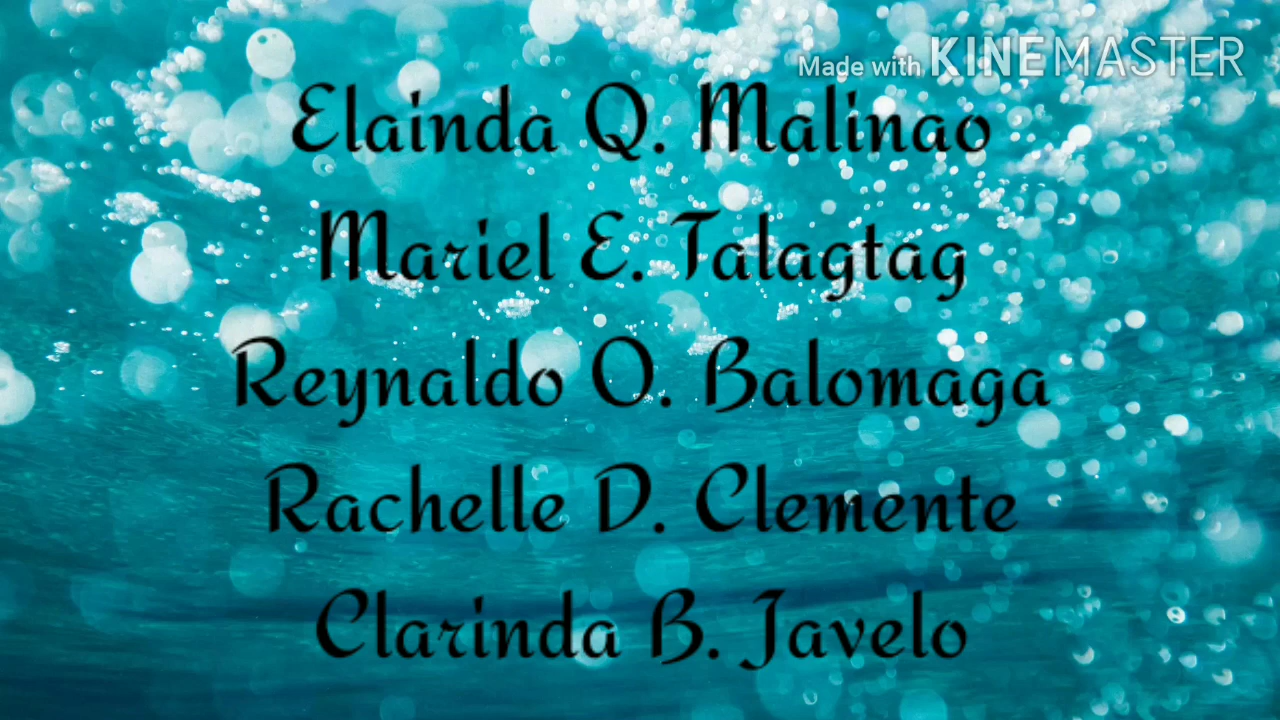 Made with KINEMASTER
Elainda Q. Malinao
Mariel E. Talagtag
Reynaldo O. Balomaga
Rachelle D. Clemente
Clarinda B. Javelo